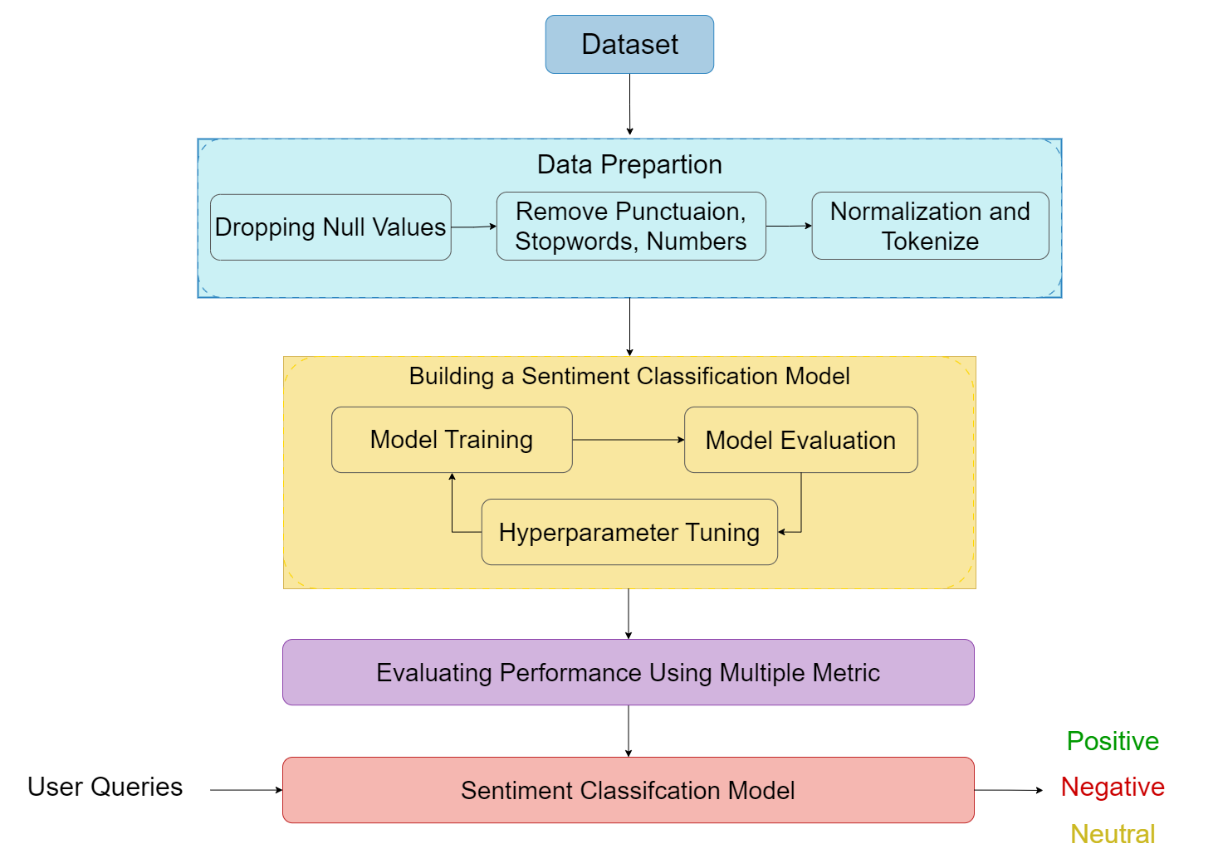 Dataset
Data Prepartion
Dropping Null Values
Remove Punctuaion,
Stopwords, Numbers
Normalization and
Tokenize
Building a Sentiment Classification Model
Model Training
Model Evaluation
Hyperparameter Tuning
Evaluating Performance Using Multiple Metric
User Queries
Sentiment Classifcation Model
Positive
Negative
Neutral